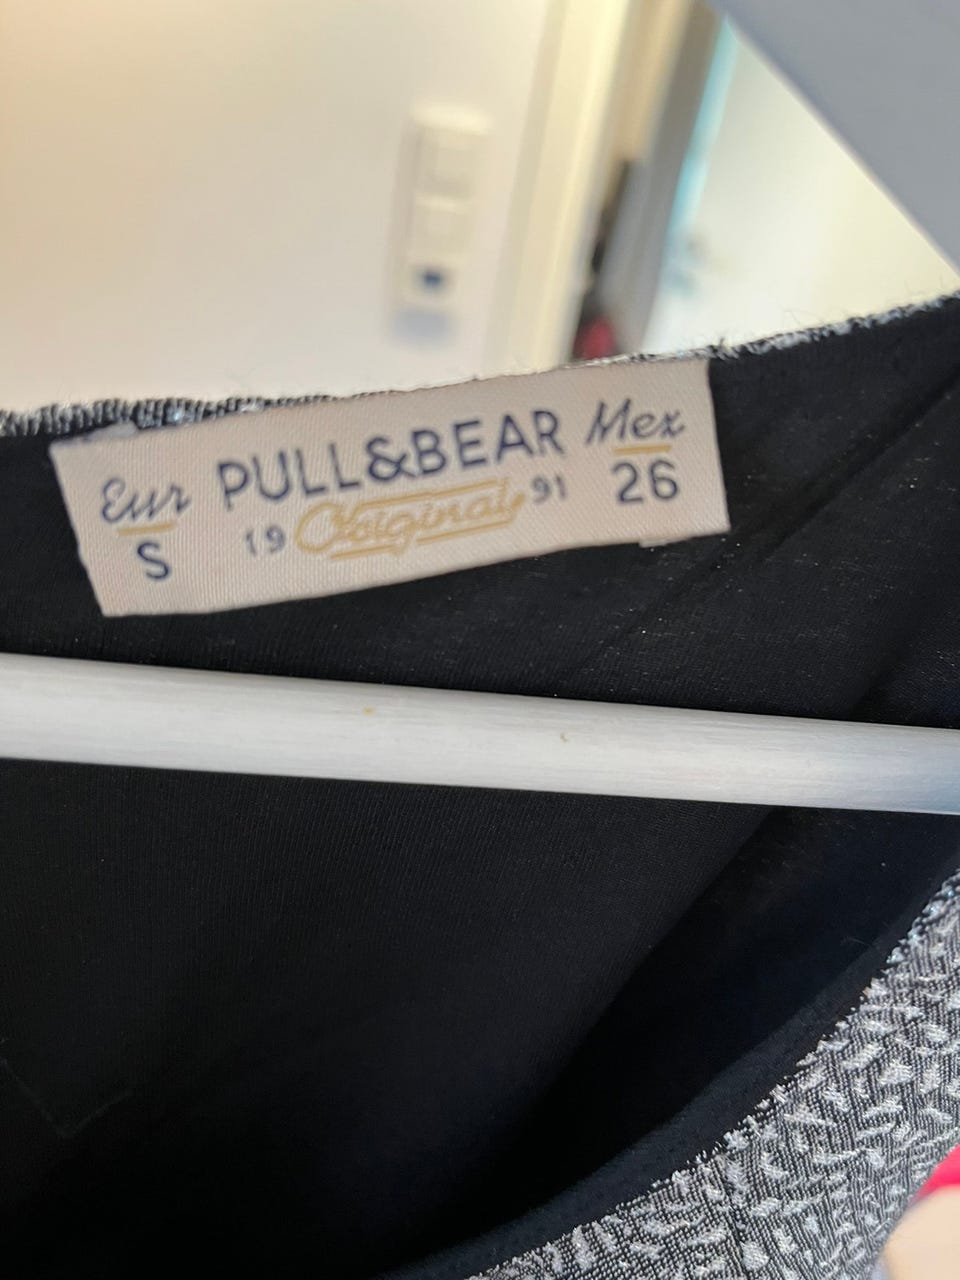 Eur PULL&BEAR Mex
S 19 Original 91 26